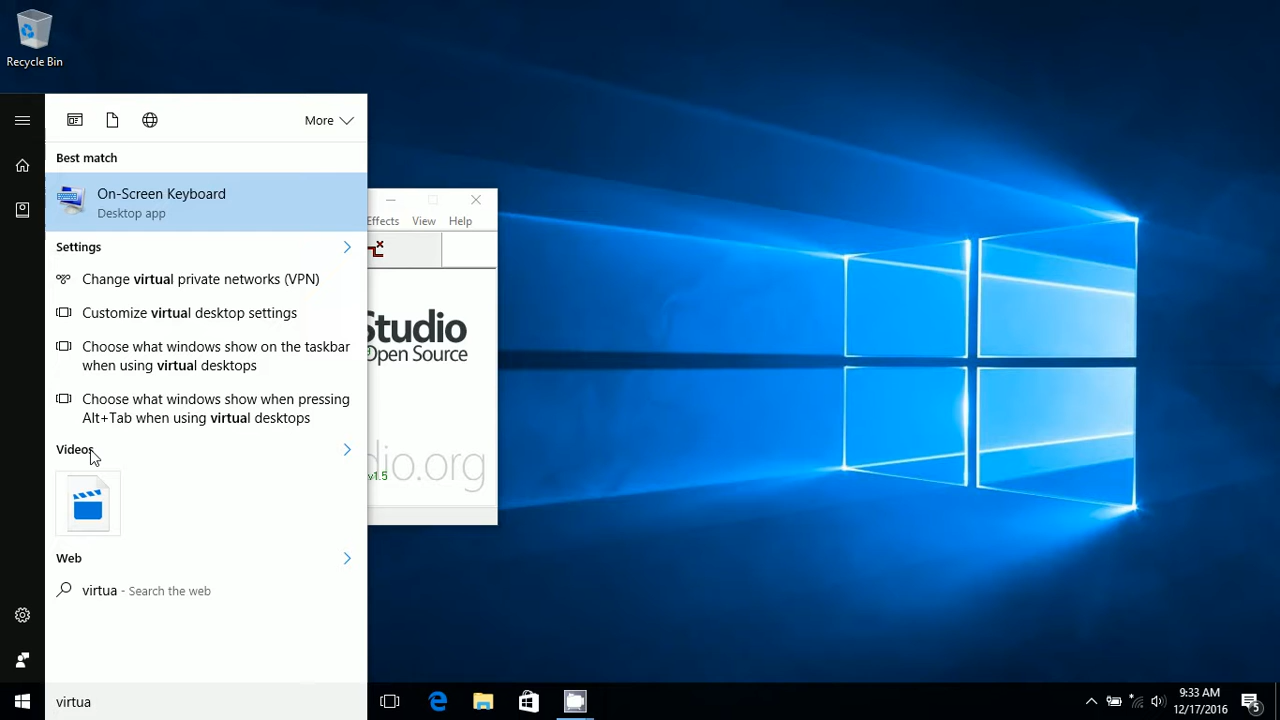 Recycle Bin
More
Best match
On-Screen Keyboard
Desktop app
Settings
Change virtual private networks (VPN)
Customize virtual desktop settings
Choose what windows show on the taskbar
when using virtual desktops
Choose what windows show when pressing
Alt+Tab when using virtual desktops
Videos
Web
virtua - Search the web
virtua
Effects View Help
Studio
Open Source
dio.org
v1.5
9:33 AM
12/17/2016
5